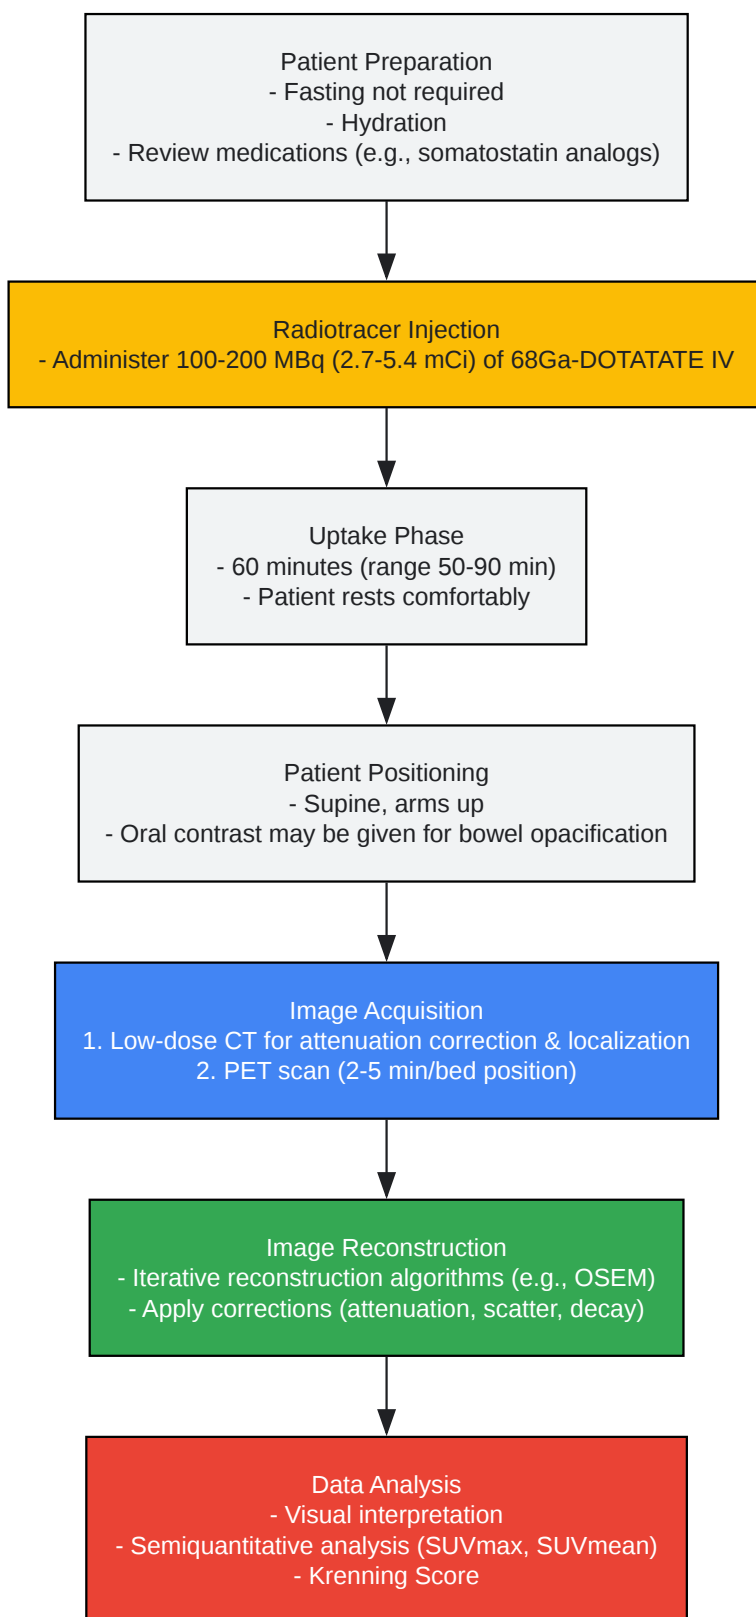 Patient Preparation
- Fasting not required
- Hydration
- Review medications (e.g., somatostatin analogs)
Radiotracer Injection
- Administer 100-200 MBq (2.7-5.4 mCi) of 68Ga-DOTATATE IV
Uptake Phase
- 60 minutes (range 50-90 min)
- Patient rests comfortably
Patient Positioning
- Supine, arms up
- Oral contrast may be given for bowel opacification
Image Acquisition
1. Low-dose CT for attenuation correction & localization
2. PET scan (2-5 min/bed position)
Image Reconstruction
- Iterative reconstruction algorithms (e.g., OSEM)
- Apply corrections (attenuation, scatter, decay)
Data Analysis
- Visual interpretation
- Semiquantitative analysis (SUVmax, SUVmean)
- Krenning Score